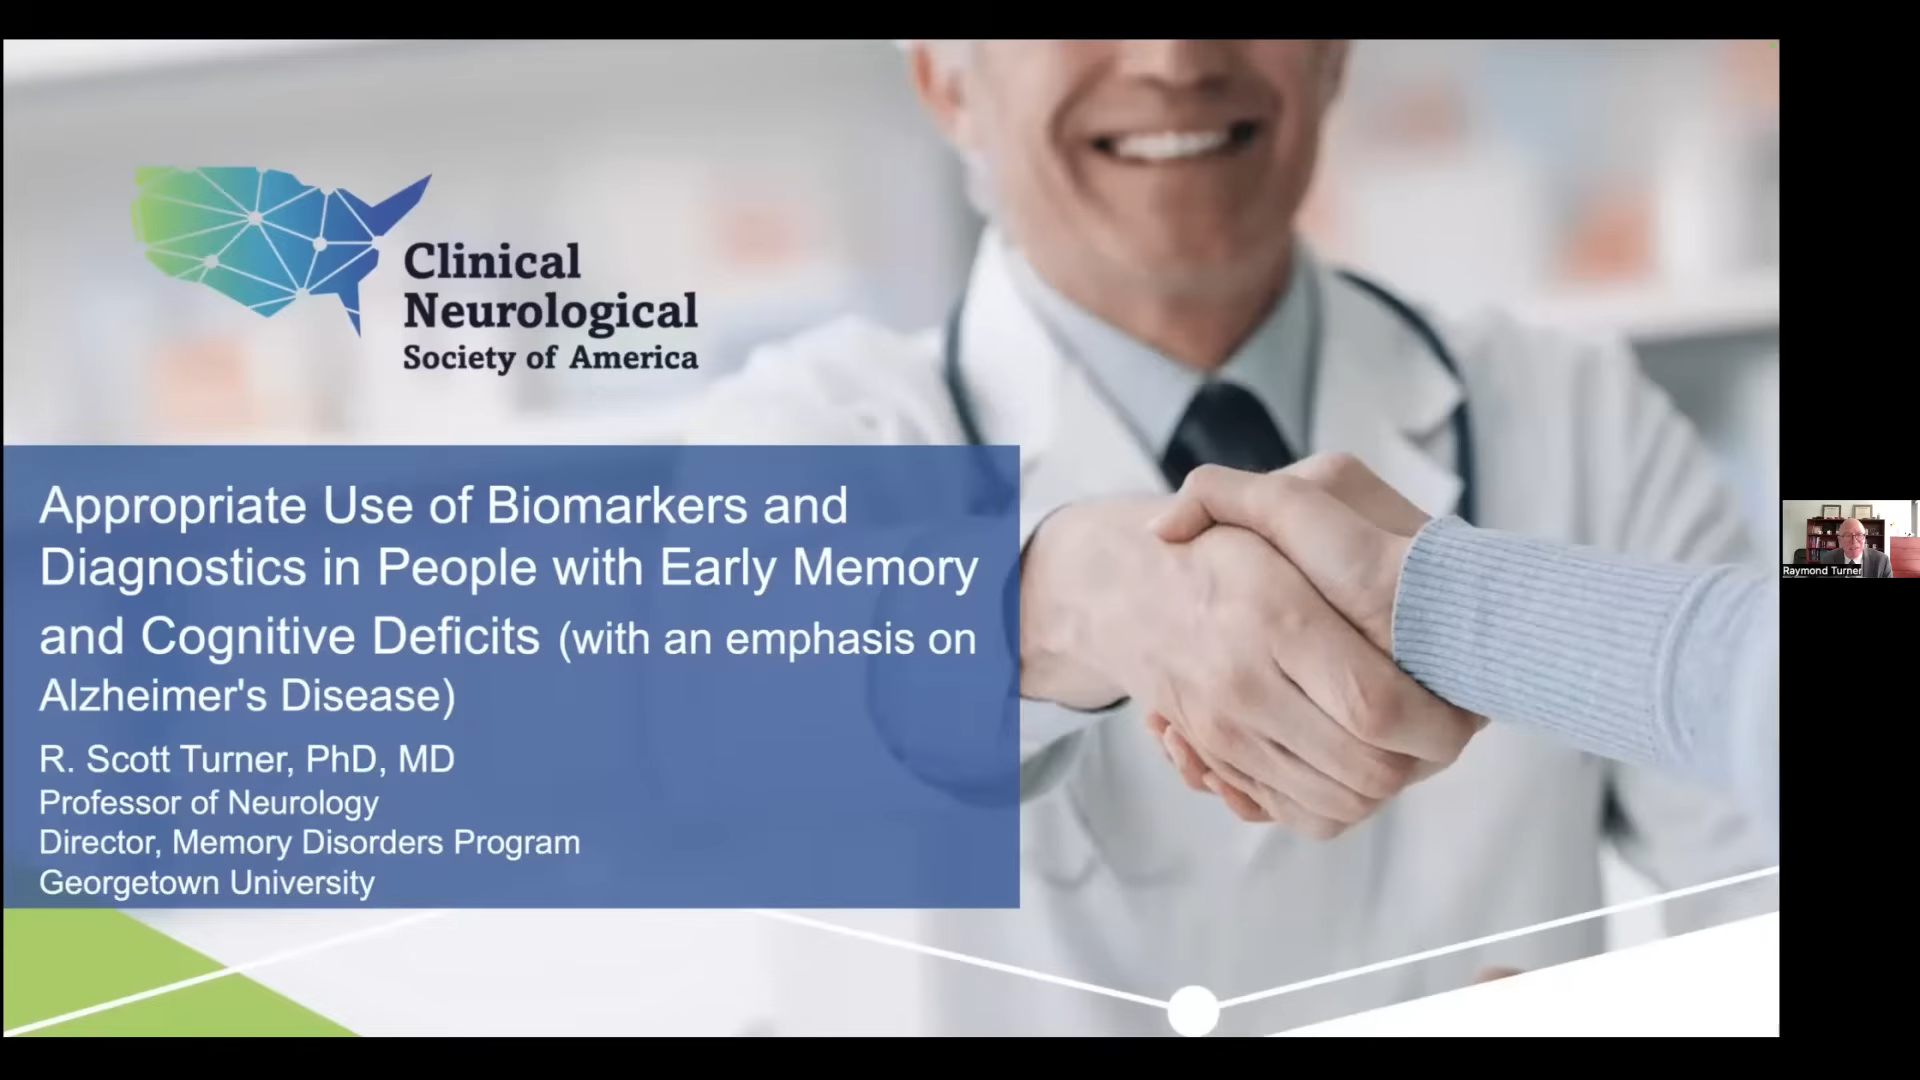 Clinical
Neurological
Society of America
Appropriate Use of Biomarkers and
Diagnostics in People with Early Memory
and Cognitive Deficits (with an emphasis on
Alzheimer's Disease)
R. Scott Turner, PhD, MD
Professor of Neurology
Director, Memory Disorders Program
Georgetown University
Raymond Turner